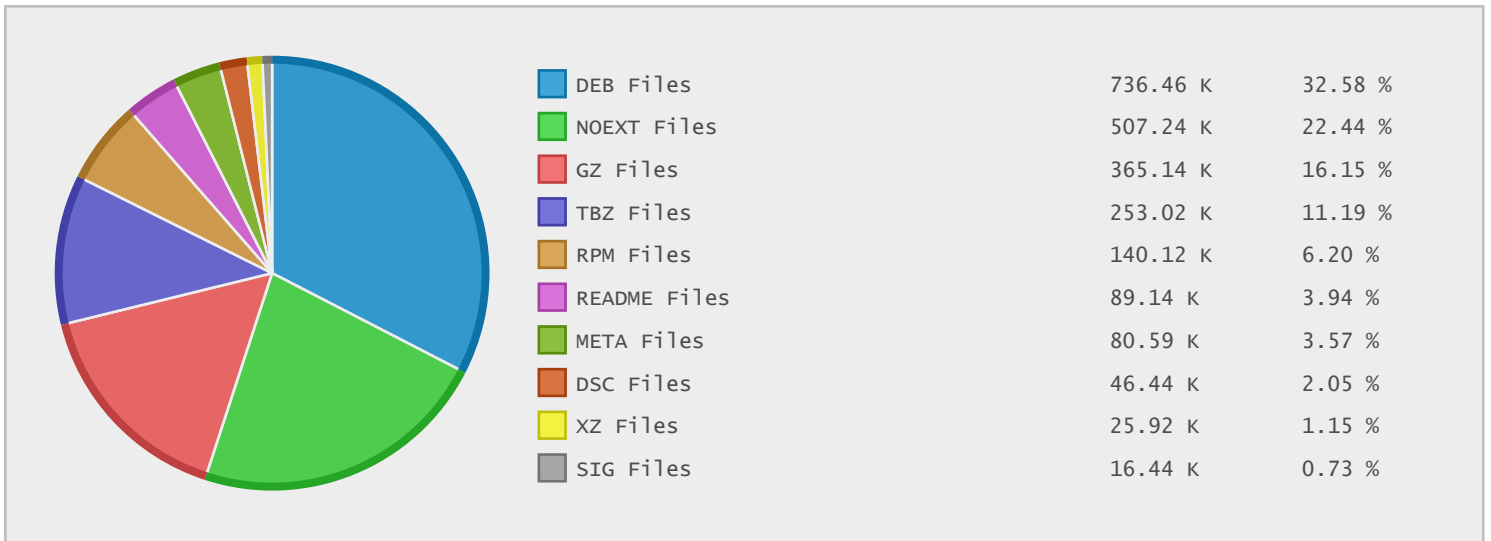 DEB Files 736.46 K 32.58 %
NOEXT Files 507.24 K 22.44 %
GZ Files 365.14 K 16.15 %
TBZ Files 253.02 K 11.19 %
RPM Files 140.12 K 6.20 %
README Files 89.14 K 3.94 %
META Files 80.59 K 3.57 %
DSC Files 46.44 K 2.05 %
XZ Files 25.92 K 1.15 %
SIG Files 16.44 K 0.73 %